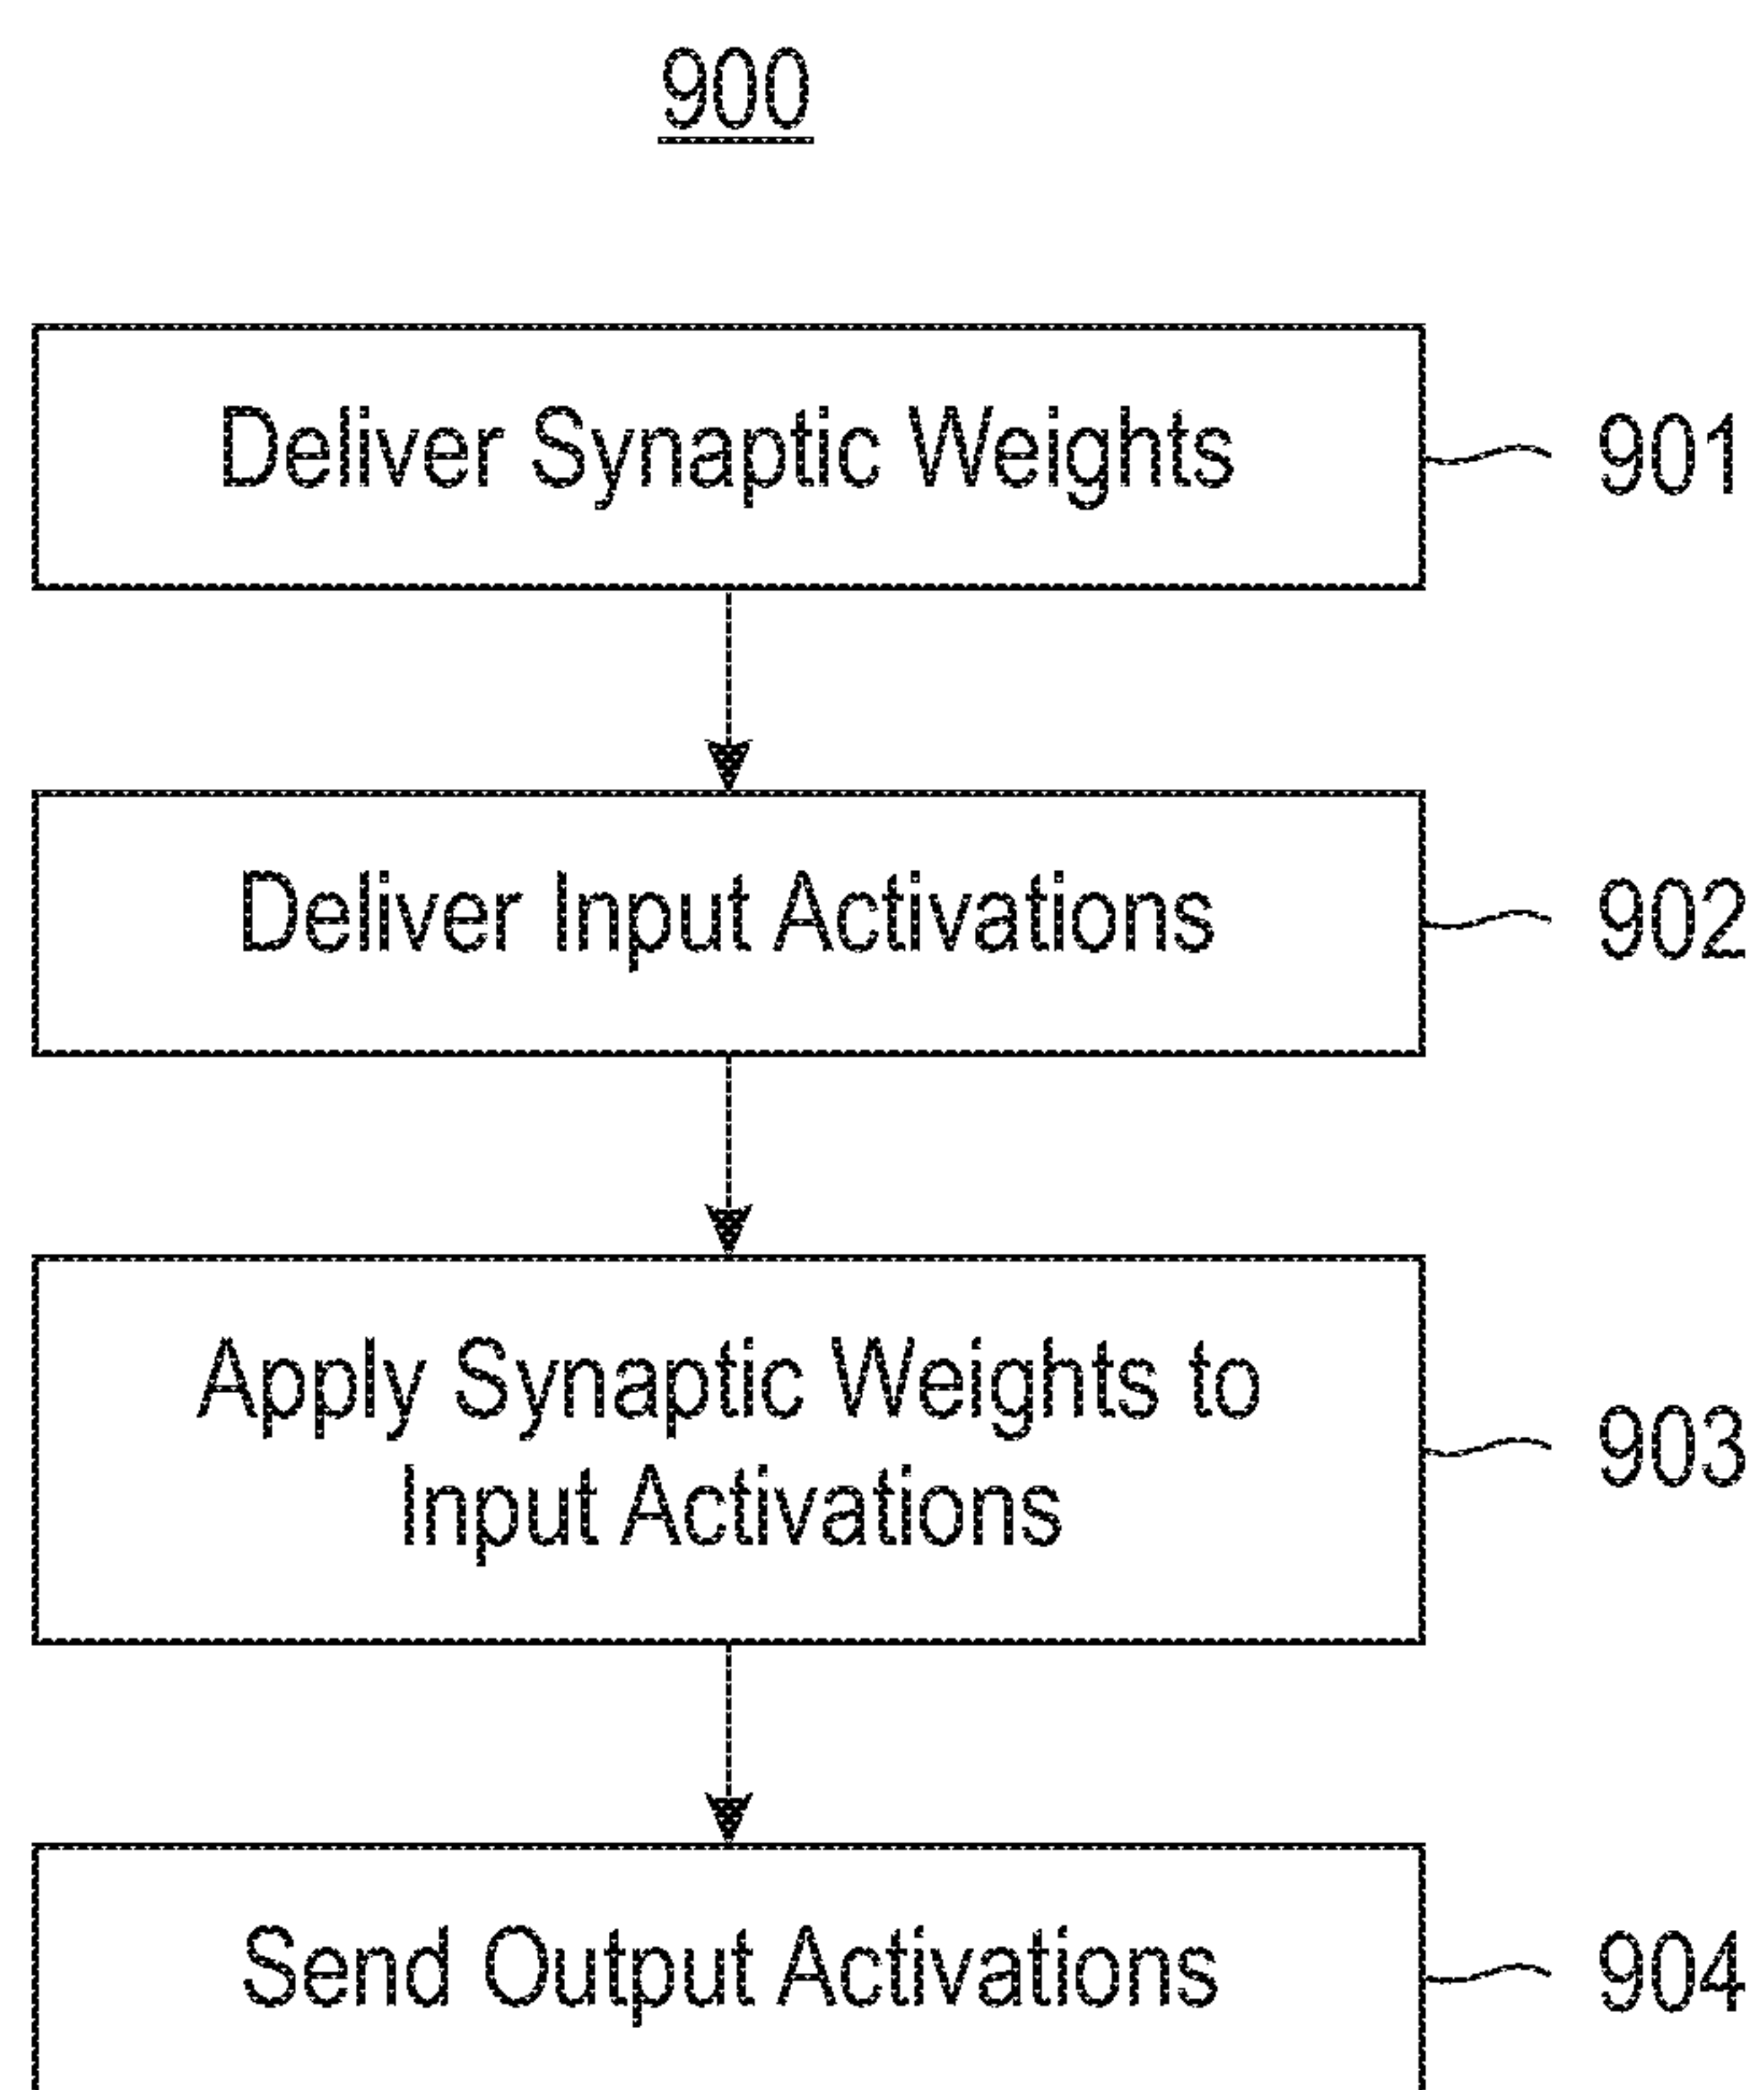 900
Deliver Synaptic Weights
901
Deliver Input Activations
902
Apply Synaptic Weights to
Input Activations
903
Send Output Activations
904